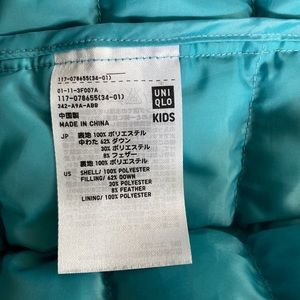 117-078655(34-01)
01-11-3F007A
117-078655(34-01)
342-A9A-ABB
中国製
MADE IN CHINA
UNI
QLO
KIDS
JP 表地 100% ポリエステル
中わた 62% ダウン
30% ポリエステル
8% フェザー
裏地 100% ポリエステル
US SHELL/ 100% POLYESTER
FILLING/ 62% DOWN
30% POLYESTER
8% FEATHER
LINING/ 100% POLYESTER